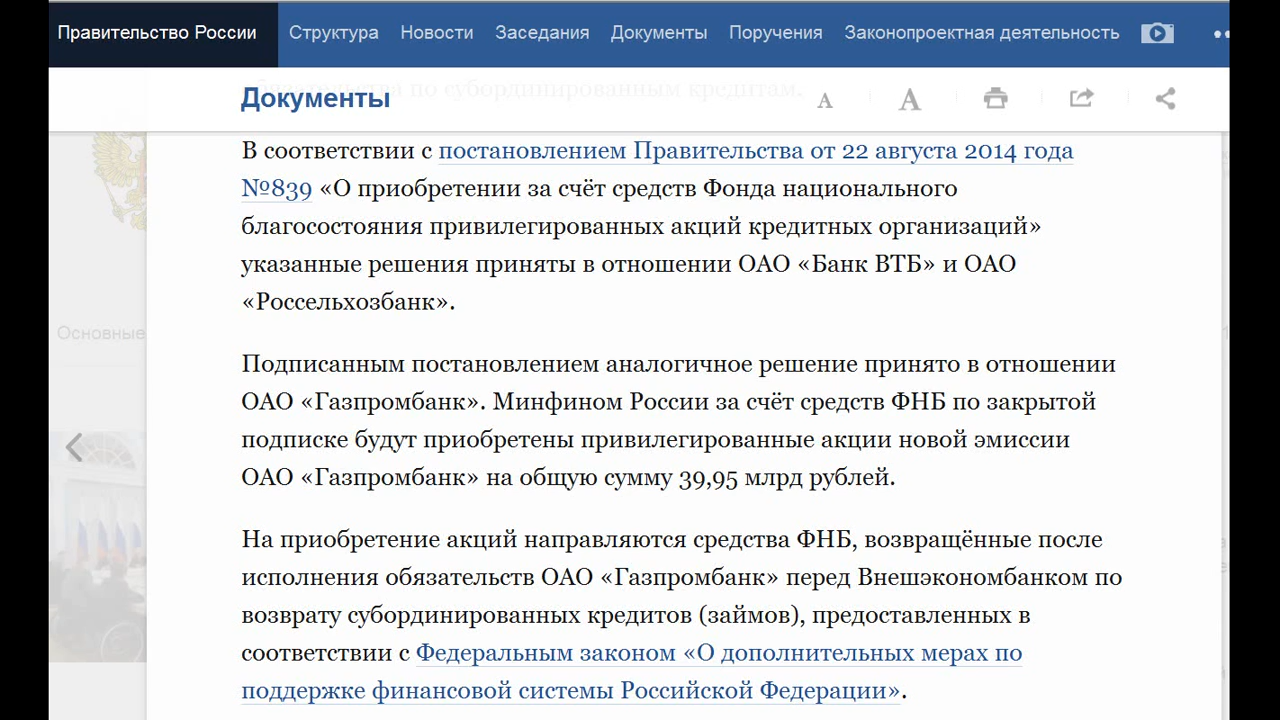 Правительство России Структура Новости Заседания Документы Поручения Законопроектная деятельность
Документы A A
В соответствии с постановлением Правительства от 22 августа 2014 года
№839 «О приобретении за счёт средств Фонда национального
благосостояния привилегированных акций кредитных организаций»
указанные решения приняты в отношении ОАО «Банк ВТБ» и ОАО
«Россельхозбанк».
Основные
Подписанным постановлением аналогичное решение принято в отношении
ОАО «Газпромбанк». Минфином России за счёт средств ФНБ по закрытой
подписке будут приобретены привилегированные акции новой эмиссии
ОАО «Газпромбанк» на общую сумму 39,95 млрд рублей.
На приобретение акций направляются средства ФНБ, возвращённые после
исполнения обязательств ОАО «Газпромбанк» перед Внешэкономбанком по
возврату субординированных кредитов (займов), предоставленных в
соответствии с Федеральным законом «О дополнительных мерах по
поддержке финансовой системы Российской Федерации».